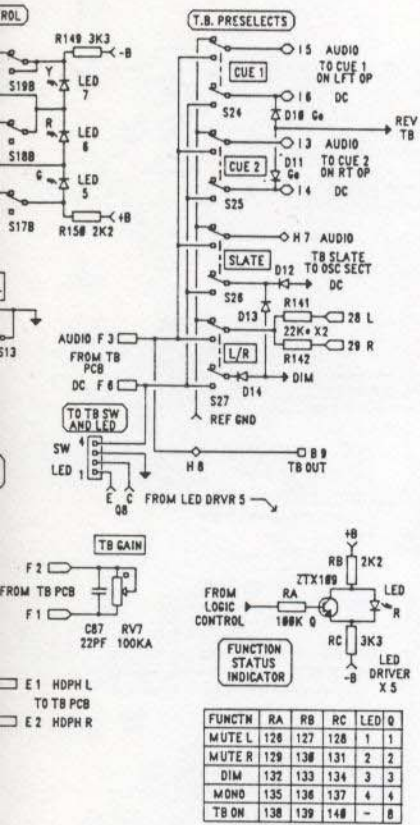 ROL
R149 3K3
-B
Y
LED
7
S19B
R
LED
6
S18B
G
LED
5
S17B
R150 2K2
+B
S13
T.B. PRESELECTS
I5 AUDIO
CUE 1
TO CUE 1
ON LFT OP
I6 DC
S24
D10 Ge
REV
TB
I3 AUDIO
CUE 2
D11
Ge
TO CUE 2
ON RT OP
I4 DC
S25
H7 AUDIO
SLATE
TB SLATE
TO OSC SECT
D12
DC
S26
D13
R141
28 L
22K* X2
AUDIO F3
FROM TB
PCB
L/R
R142
29 R
DC F6
D14
DIM
S27
TO TB SW
AND LED
REF GND
4
SW
LED
1
H8
B9
TB OUT
E C
Q8
FROM LED DRVR 5
TB GAIN
F2
FROM TB PCB
F1
C87
22PF
RV7
100KA
+B
RB 2K2
ZTX109
LED
FROM
LOGIC
CONTROL
RA
R
100K Q
RC 3K3
FUNCTION
STATUS
INDICATOR
-B
LED
DRIVER
X 5
E1 HDPH L
TO TB PCB
E2 HDPH R
FUNCTN RA RB RC LED Q
MUTE L 126 127 128 1 1
MUTE R 129 130 131 2 2
DIM 132 133 134 3 3
MONO 135 136 137 4 4
TB ON 138 139 140 - 8